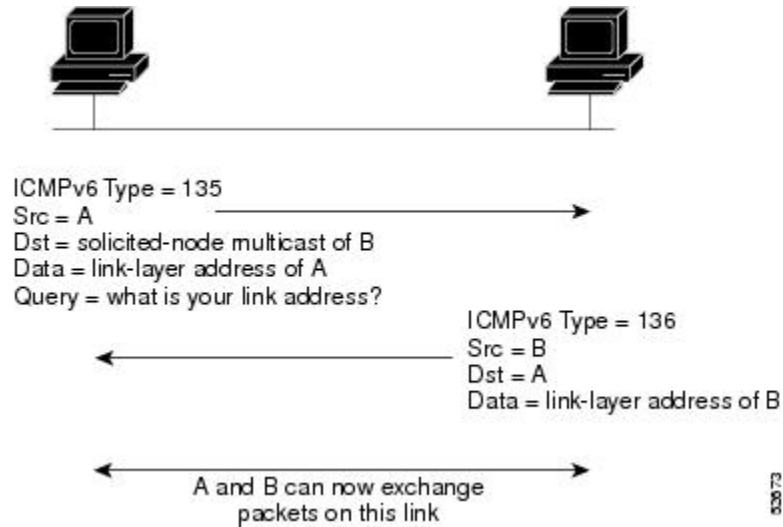 ICMPv6 Type = 135
Src = A
Dst = solicited-node multicast of B
Data = link-layer address of A
Query = what is your link address?
ICMPv6 Type = 136
Src = B
Dst = A
Data = link-layer address of B
A and B can now exchange
packets on this link